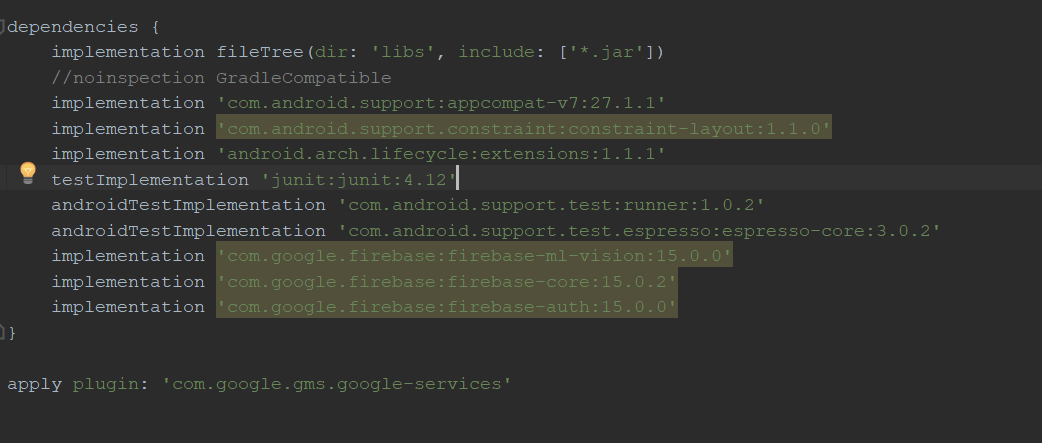 dependencies {
    implementation fileTree(dir: 'libs', include: ['*.jar'])
    //noinspection GradleCompatible
    implementation 'com.android.support:appcompat-v7:27.1.1'
    implementation 'com.android.support.constraint:constraint-layout:1.1.0'
    implementation 'android.arch.lifecycle:extensions:1.1.1'
    testImplementation 'junit:junit:4.12'
    androidTestImplementation 'com.android.support.test:runner:1.0.2'
    androidTestImplementation 'com.android.support.test.espresso:espresso-core:3.0.2'
    implementation 'com.google.firebase:firebase-ml-vision:15.0.0'
    implementation 'com.google.firebase:firebase-core:15.0.2'
    implementation 'com.google.firebase:firebase-auth:15.0.0'
}
apply plugin: 'com.google.gms.google-services'